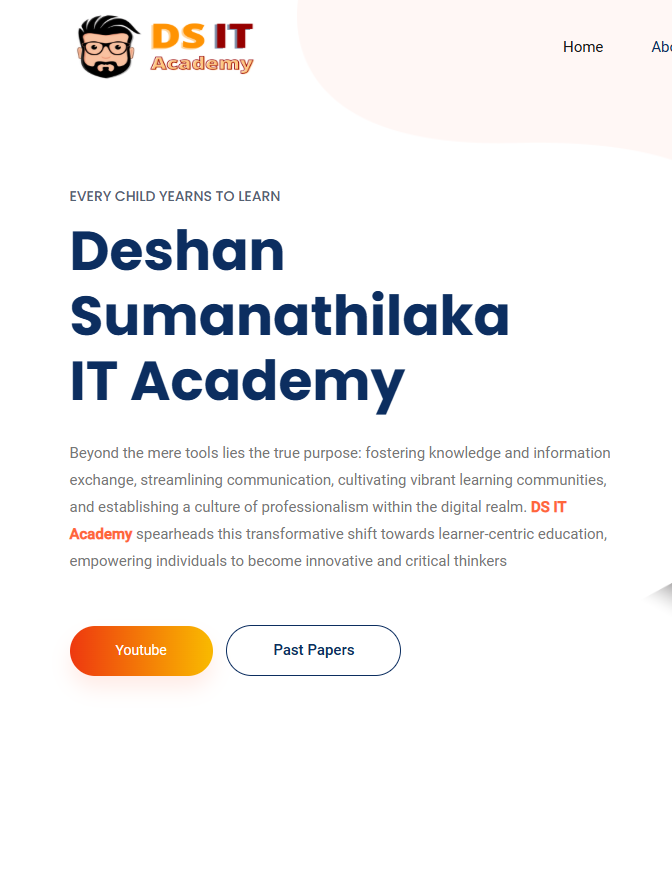 DS IT
Academy
Home
EVERY CHILD YEARNS TO LEARN
Deshan
Sumanathilaka
IT Academy
Beyond the mere tools lies the true purpose: fostering knowledge and information
exchange, streamlining communication, cultivating vibrant learning communities,
and establishing a culture of professionalism within the digital realm. DS IT
Academy spearheads this transformative shift towards learner-centric education,
empowering individuals to become innovative and critical thinkers
Youtube Past Papers